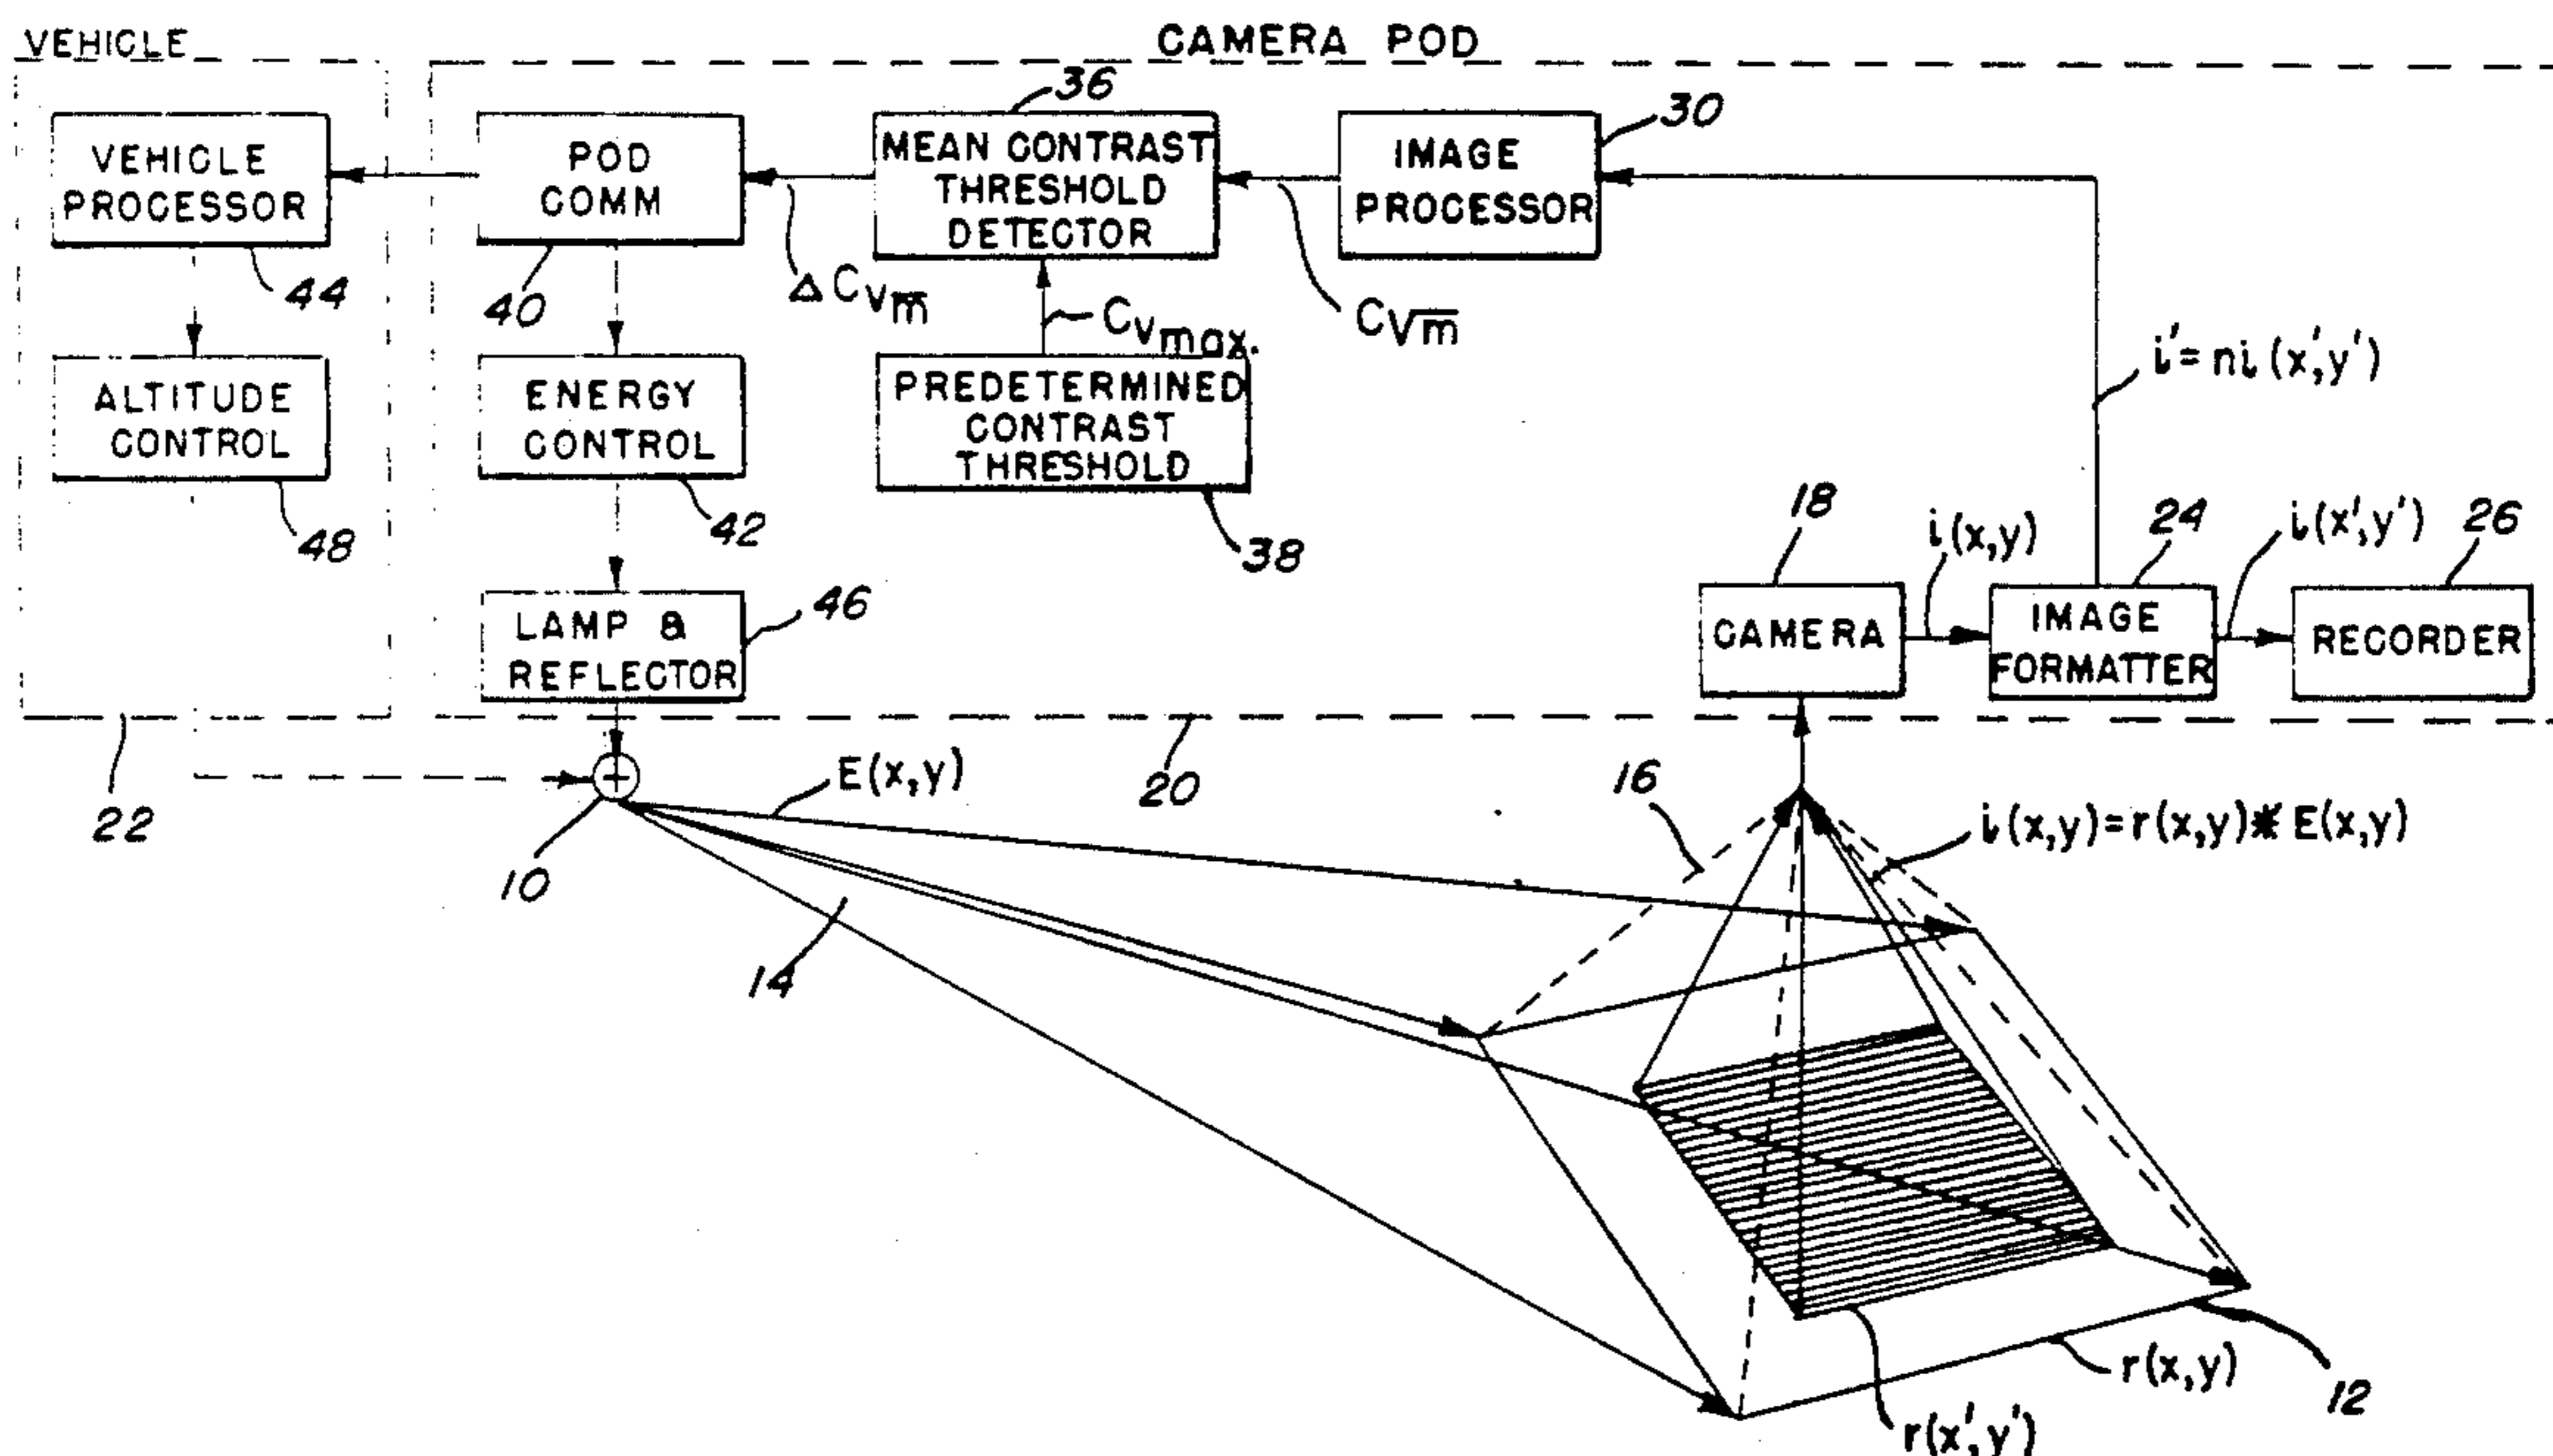 VEHICLE
CAMERA POD
36
30
VEHICLE
PROCESSOR
POD
COMM
MEAN CONTRAST
THRESHOLD
DETECTOR
IMAGE
PROCESSOR
44
40
ΔCvm̅
Cvmax.
CVm̅
i'=ni(x',y')
ALTITUDE
CONTROL
ENERGY
CONTROL
PREDETERMINED
CONTRAST
THRESHOLD
48
42
38
18
i(x,y)
24
i(x',y')
26
LAMP &
REFLECTOR
46
CAMERA
IMAGE
FORMATTER
RECORDER
22
10
E(x,y)
20
16
i(x,y)=r(x,y)*E(x,y)
14
r(x,y)
12
r(x',y')